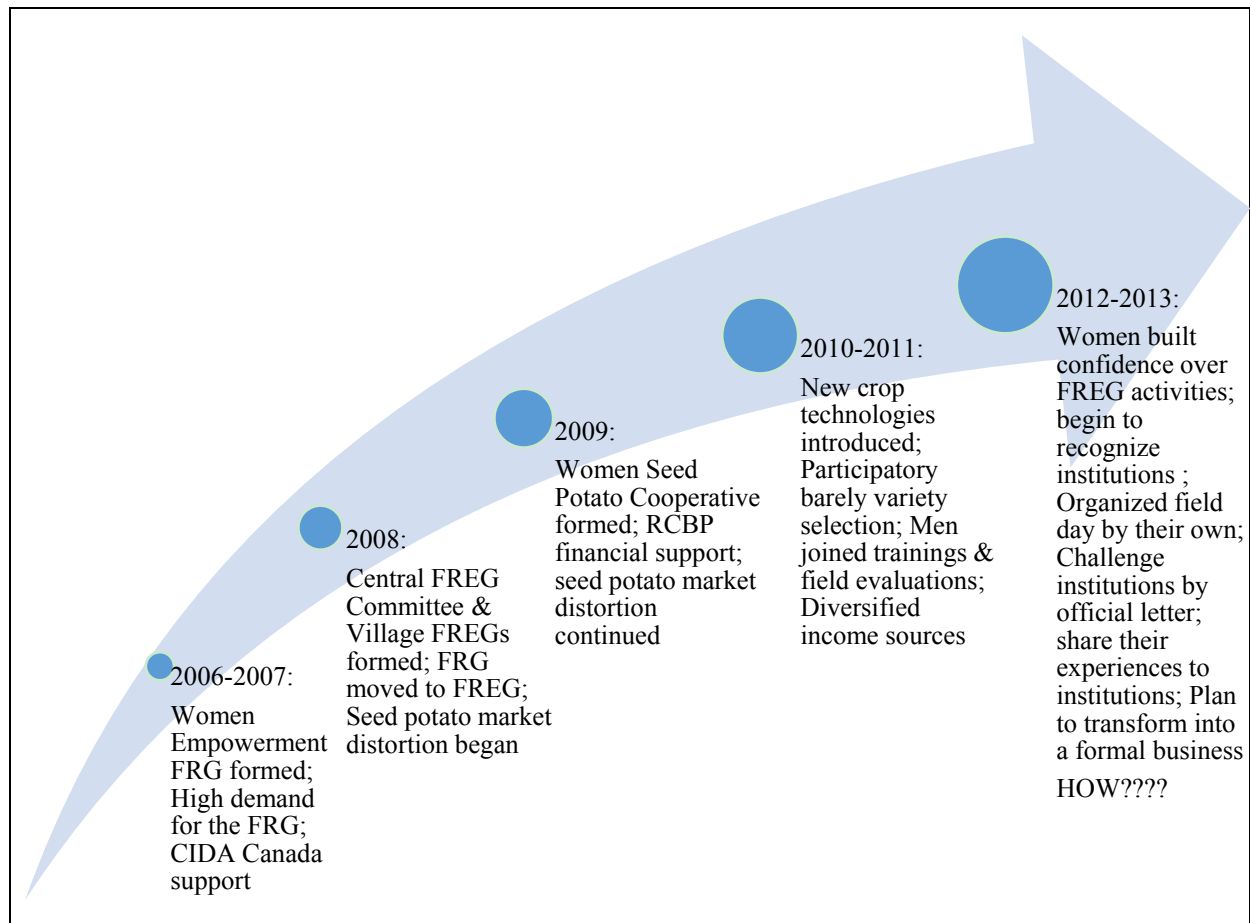 2006-2007:
Women
Empowerment
FRG formed;
High demand
for the FRG;
CIDA Canada
support
2008:
Central FREG
Committee &
Village FREGs
formed; FRG
moved to FREG;
Seed potato market
distortion began
2009:
Women Seed
Potato Cooperative
formed; RCBP
financial support;
seed potato market
distortion
continued
2010-2011:
New crop
technologies
introduced;
Participatory
barely variety
selection; Men
joined trainings &
field evaluations;
Diversified
income sources
2012-2013:
Women built
confidence over
FREG activities;
begin to
recognize
institutions ;
Organized field
day by their own;
Challenge
institutions by
official letter;
share their
experiences to
institutions; Plan
to transform into
a formal business
HOW????